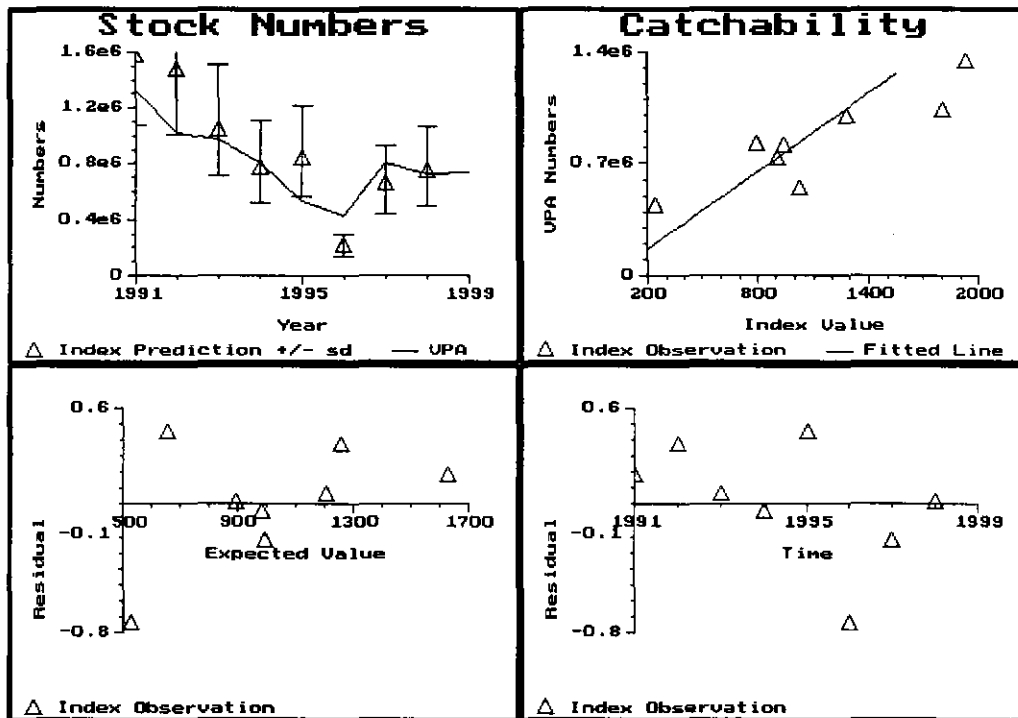 Stock Numbers
1.6e6
1.2e6
0.8e6
0.4e6
0
Numbers
1991
1995
1999
Year
Index Prediction +/- sd
VPA
Catchability
1.4e6
0.7e6
0
VPA Numbers
200
800
1400
2000
Index Value
Index Observation
Fitted Line
0.6
-0.1
-0.8
Residual
500
900
1300
1700
Expected Value
Index Observation
0.6
-0.1
-0.8
Residual
1991
1995
1999
Time
Index Observation